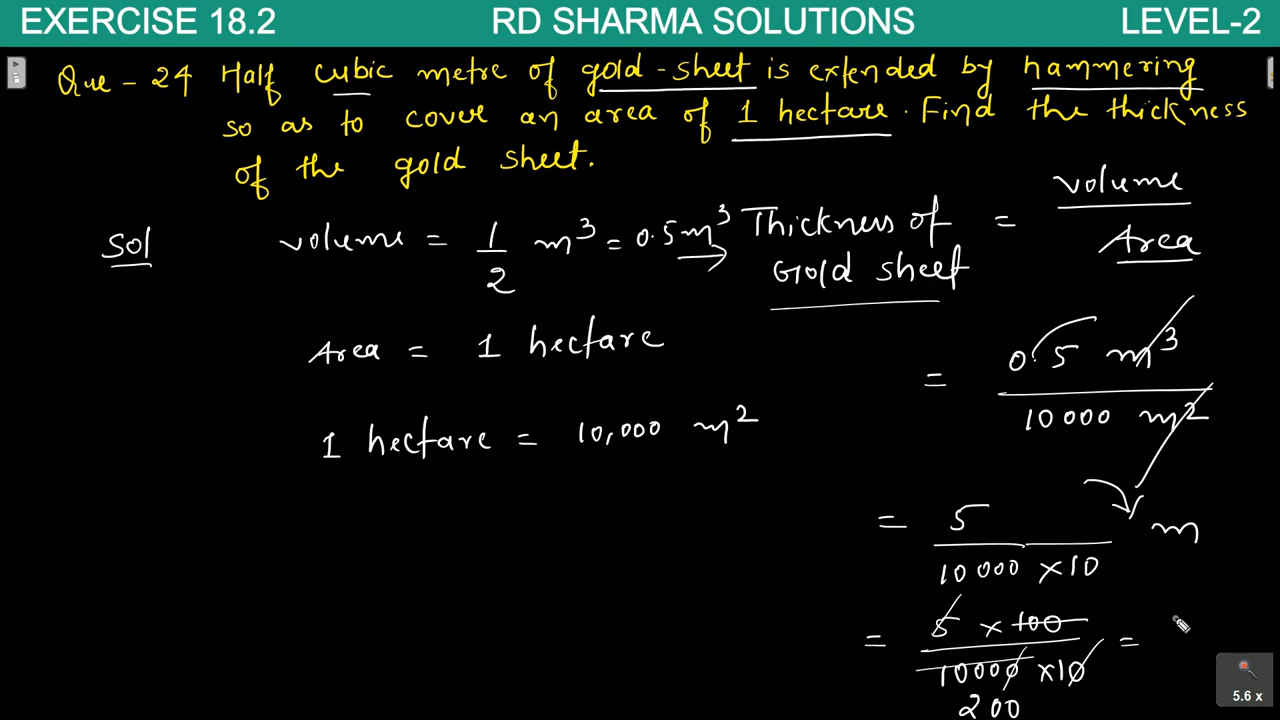 EXERCISE 18.2 RD SHARMA SOLUTIONS LEVEL-2
Que - 24 Half cubic metre of gold-sheet is extended by hammering
so as to cover an area of 1 hectare. Find the thickness
of the gold sheet.
Sol
volume = 1/2 m³ = 0.5m³ →
Area = 1 hectare
1 hectare = 10,000 m²
Thickness of Gold sheet = volume / Area
= 0.5 m³ / 10000 m²
= 5 / 10000 × 10 m
= 5 × 100 / 10000 × 10 =
200
5.6 x